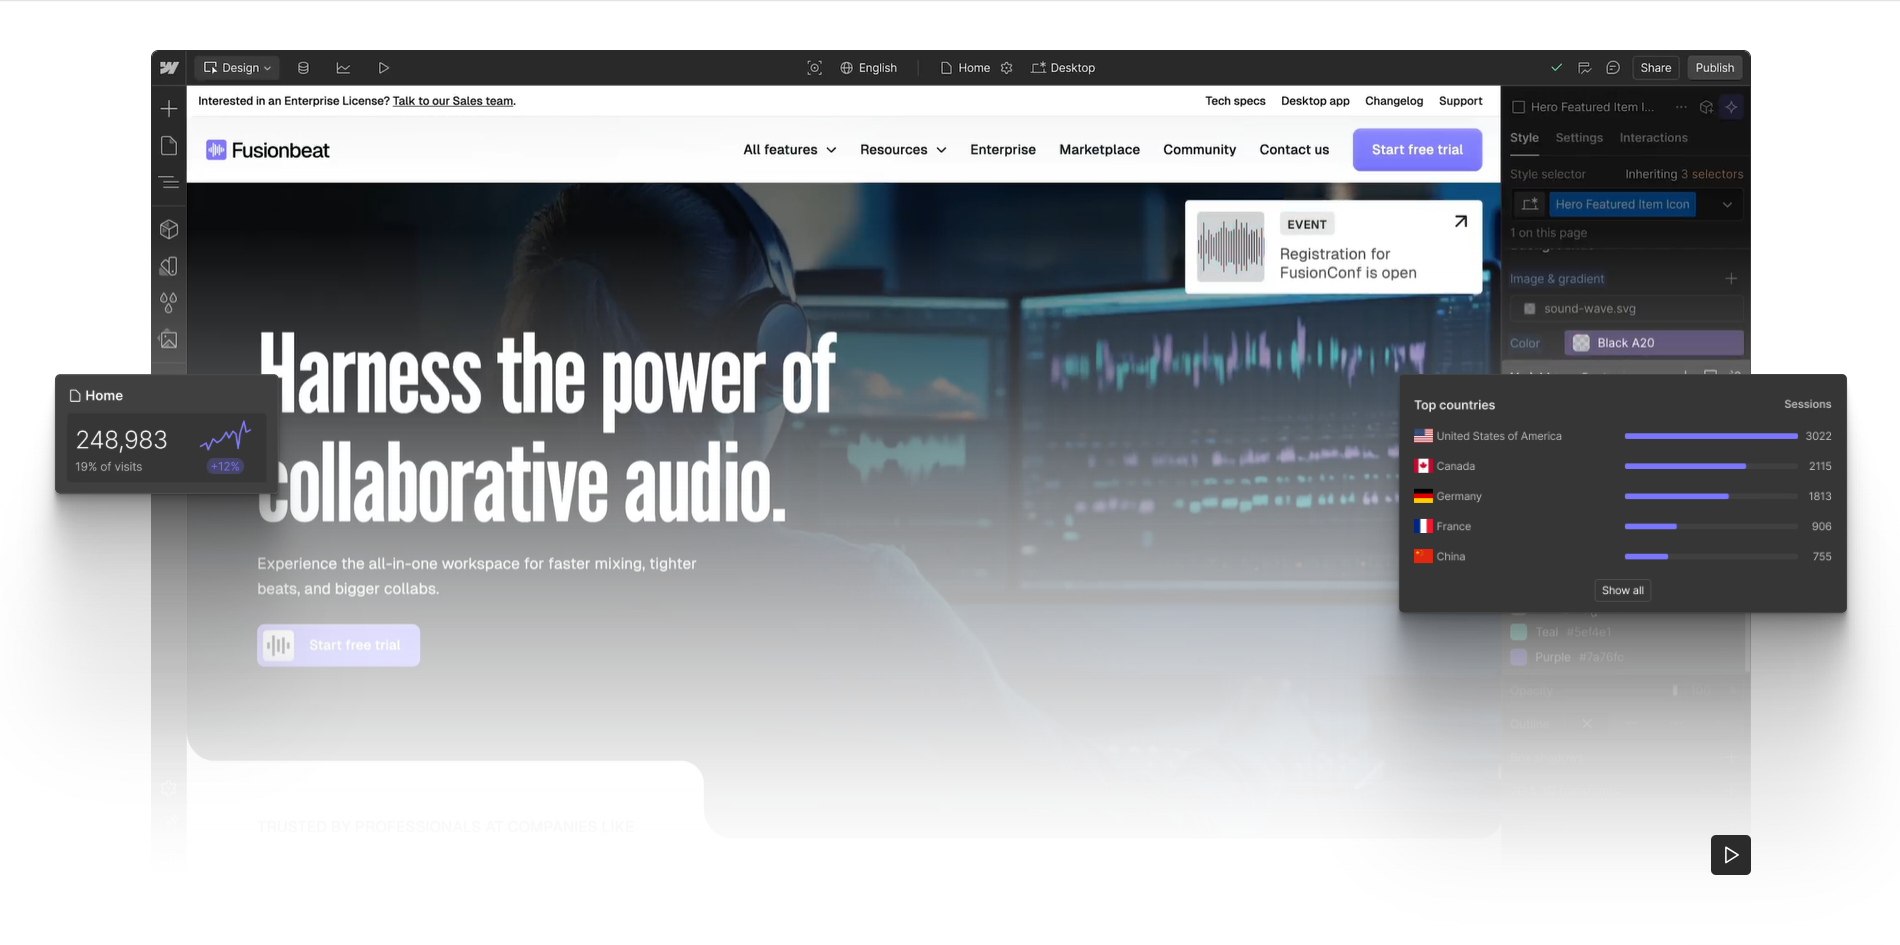 Design
English
Home
Desktop
Share
Publish
Interested in an Enterprise License? Talk to our Sales team.
Tech specs
Desktop app
Changelog
Support
Fusionbeat
All features
Resources
Enterprise
Marketplace
Community
Contact us
Start free trial
EVENT
Registration for
FusionConf is open
Harness the power of
collaborative audio.
Experience the all-in-one workspace for faster mixing, tighter
beats, and bigger collabs.
Start free trial
TRUSTED BY PROFESSIONALS AT COMPANIES LIKE
Home
248,983
19% of visits
+12%
Hero Featured Item I...
Style
Settings
Interactions
Style selector
Inheriting 3 selectors
Hero Featured Item Icon
1 on this page
Image & gradient
sound-wave.svg
Color
Black A20
Top countries
Sessions
United States of America
3022
Canada
2115
Germany
1813
France
906
China
755
Show all
Teal #5ef4e1
Purple #7a76fc
Opacity